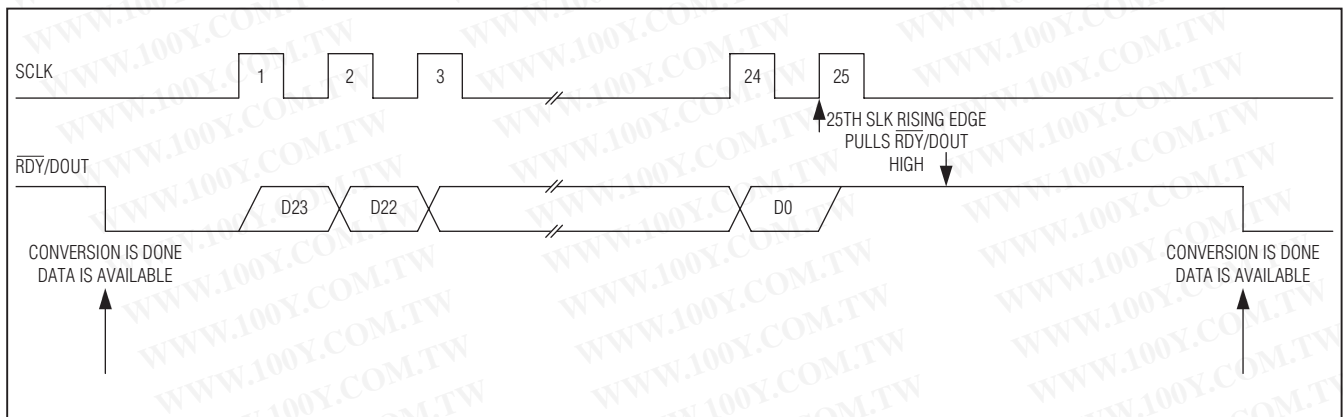 SCLK
1
2
3
24
25
25TH SLK RISING EDGE
PULLS RDY/DOUT
HIGH
RDY/DOUT
D23
D22
D0
CONVERSION IS DONE
DATA IS AVAILABLE
CONVERSION IS DONE
DATA IS AVAILABLE
WWW.100Y.COM.TW